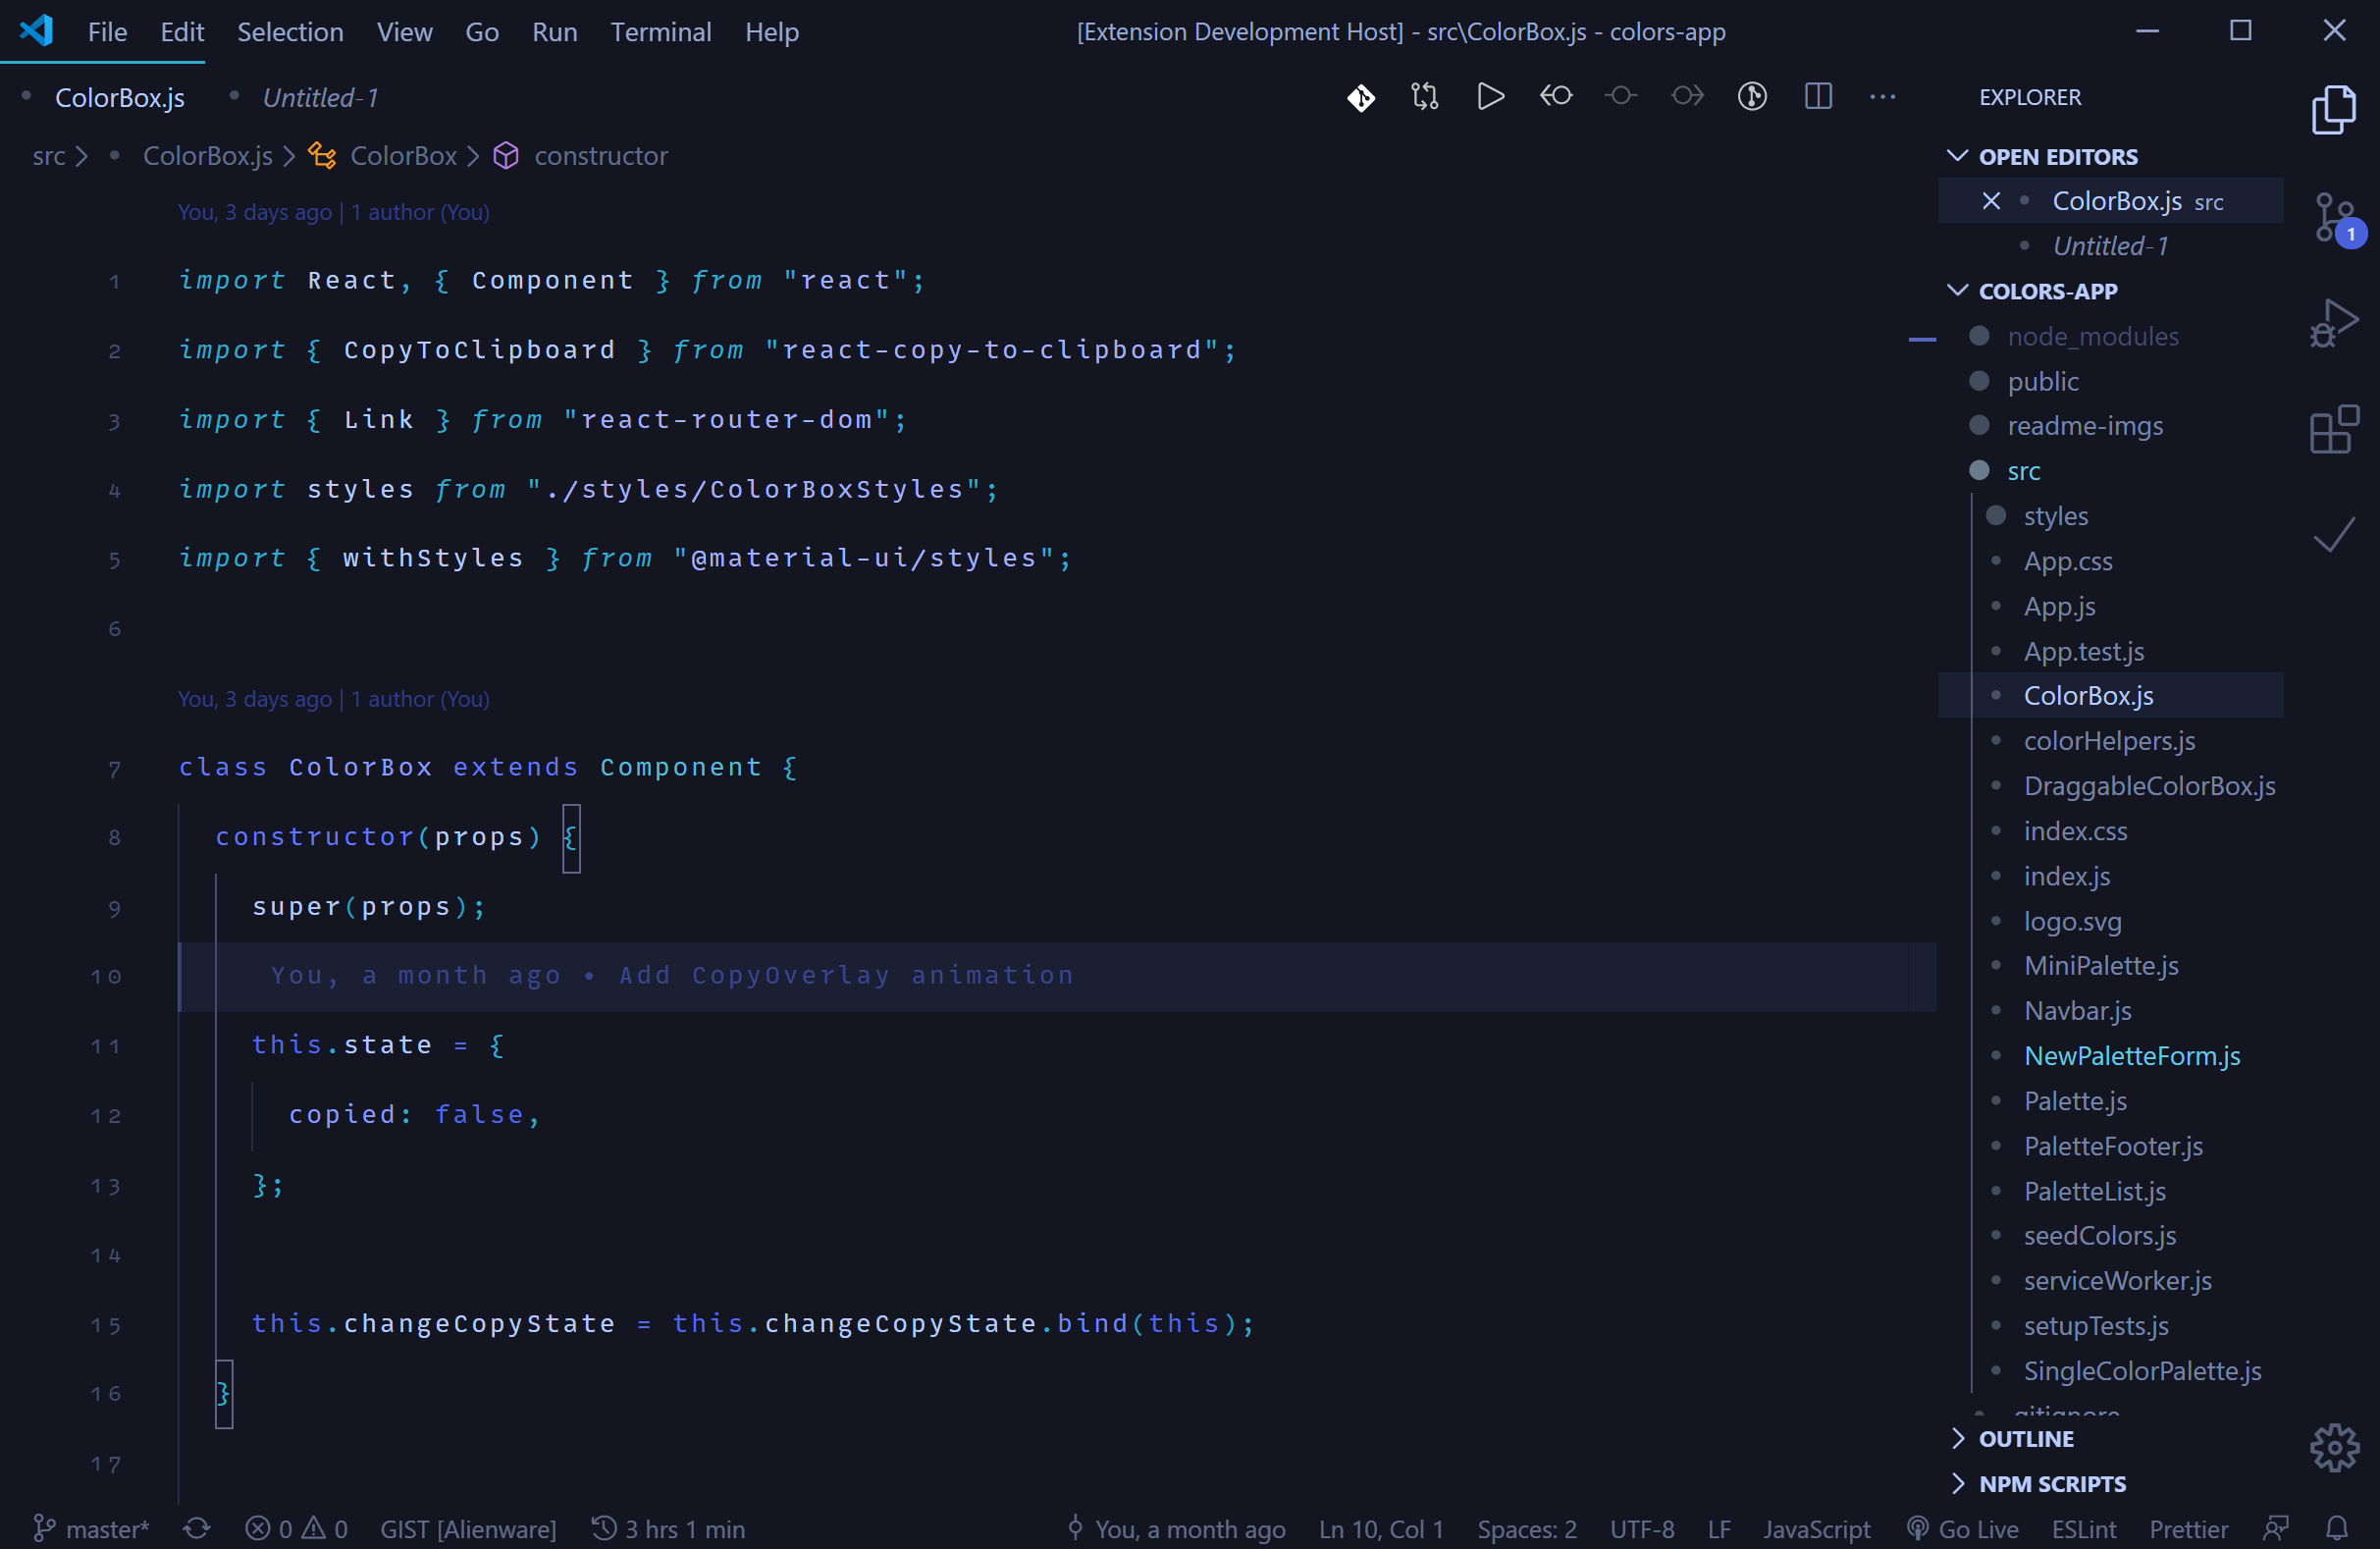 File Edit Selection View Go Run Terminal Help [Extension Development Host] - src\ColorBox.js - colors-app
ColorBox.js Untitled-1
src > ColorBox.js > ColorBox > constructor
You, 3 days ago | 1 author (You)
1 import React, { Component } from "react";
2 import { CopyToClipboard } from "react-copy-to-clipboard";
3 import { Link } from "react-router-dom";
4 import styles from "./styles/ColorBoxStyles";
5 import { withStyles } from "@material-ui/styles";
6
You, 3 days ago | 1 author (You)
7 class ColorBox extends Component {
8 constructor(props) {
9 super(props);
10 You, a month ago • Add CopyOverlay animation
11 this.state = {
12 copied: false,
13 };
14
15 this.changeCopyState = this.changeCopyState.bind(this);
16 }
17
EXPLORER
OPEN EDITORS
ColorBox.js src
Untitled-1
COLORS-APP
node_modules
public
readme-imgs
src
styles
App.css
App.js
App.test.js
ColorBox.js
colorHelpers.js
DraggableColorBox.js
index.css
index.js
logo.svg
MiniPalette.js
Navbar.js
NewPaletteForm.js
Palette.js
PaletteFooter.js
PaletteList.js
seedColors.js
serviceWorker.js
setupTests.js
SingleColorPalette.js
.gitignore
OUTLINE
NPM SCRIPTS
1
master* 0 0 GIST [Alienware] 3 hrs 1 min You, a month ago Ln 10, Col 1 Spaces: 2 UTF-8 LF JavaScript Go Live ESLint Prettier